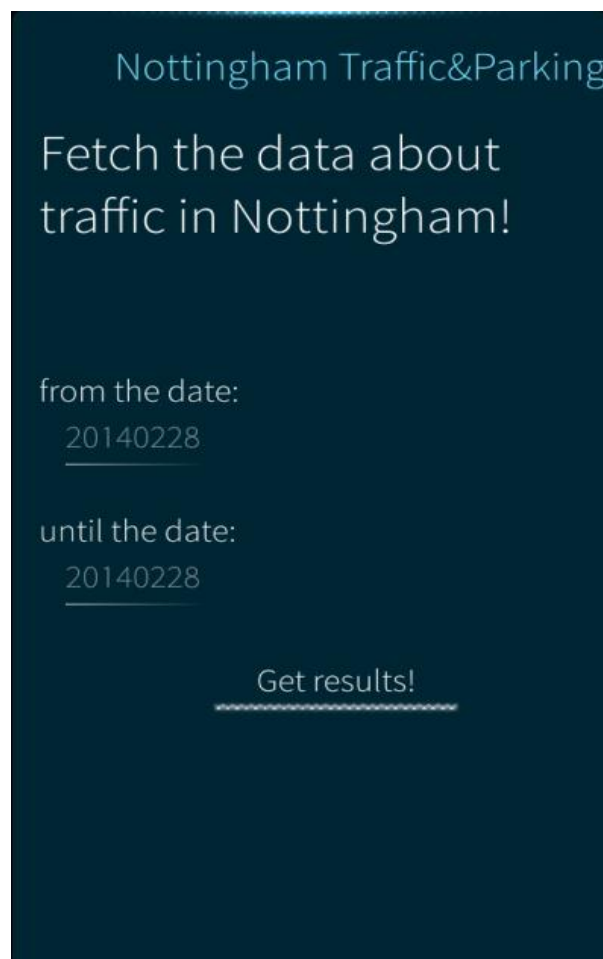 Nottingham Traffic&Parking
Fetch the data about
traffic in Nottingham!
from the date:
20140228
until the date:
20140228
Get results!